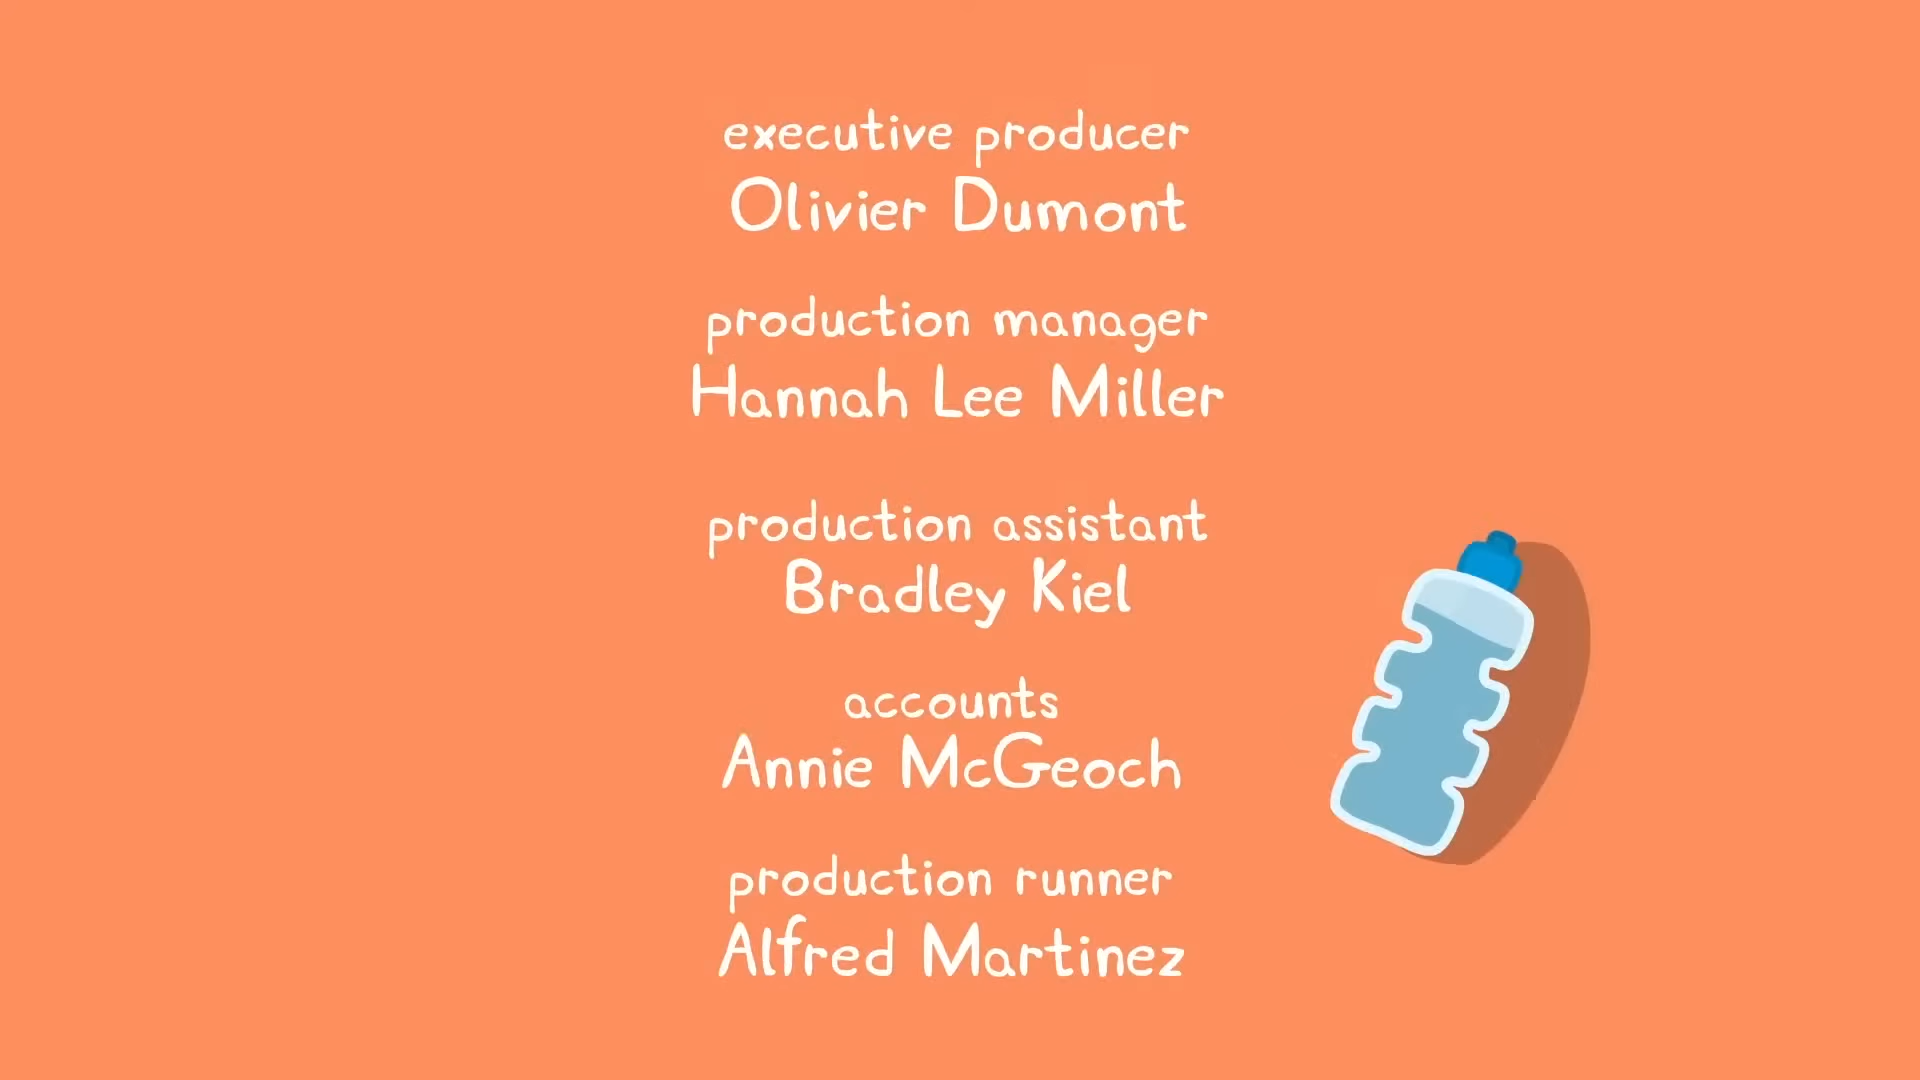 executive producer
Olivier Dumont
production manager
Hannah Lee Miller
production assistant
Bradley Kiel
accounts
Annie McGeoch
production runner
Alfred Martinez